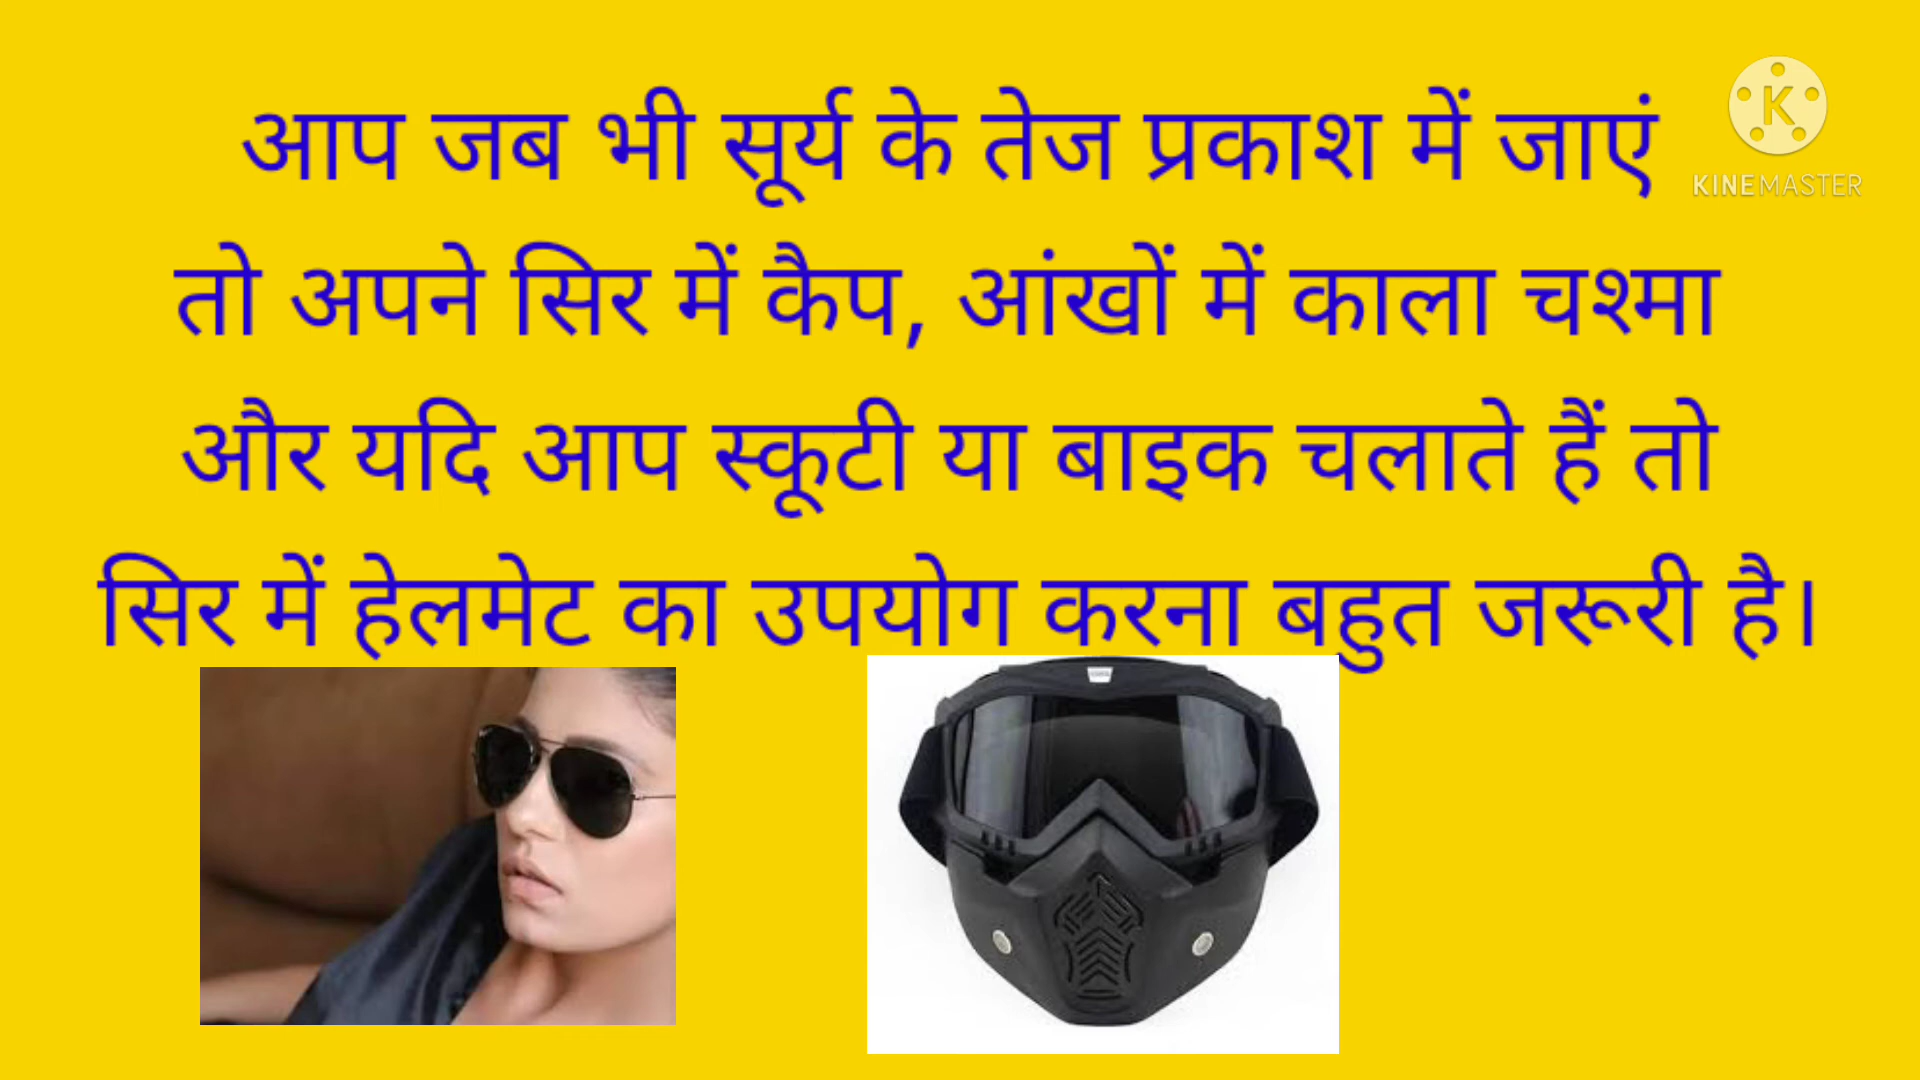 आप जब भी सूर्य के तेज प्रकाश में जाएं
तो अपने सिर में कैप, आंखों में काला चश्मा
और यदि आप स्कूटी या बाइक चलाते हैं तो
सिर में हेलमेट का उपयोग करना बहुत जरूरी है।
K
KINEMASTER